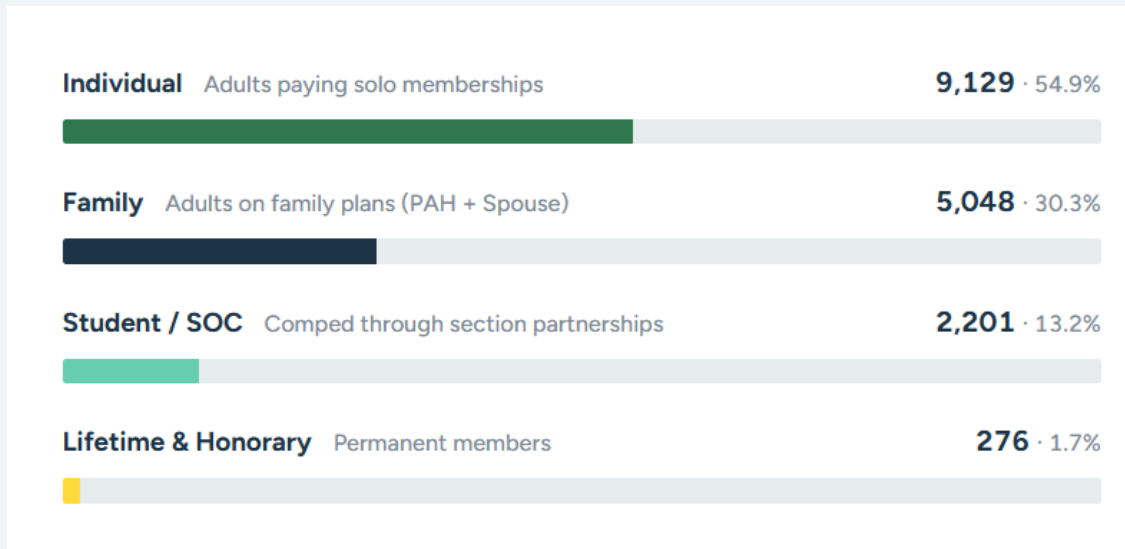 Individual Adults paying solo memberships 9,129 · 54.9%
Family Adults on family plans (PAH + Spouse) 5,048 · 30.3%
Student / SOC Comped through section partnerships 2,201 · 13.2%
Lifetime & Honorary Permanent members 276 · 1.7%